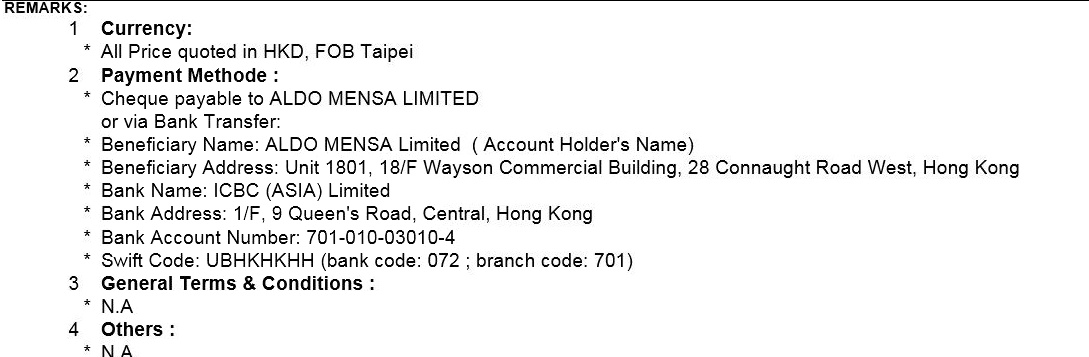 REMARKS:
1 Currency:
* All Price quoted in HKD, FOB Taipei
2 Payment Methode :
* Cheque payable to ALDO MENSA LIMITED
or via Bank Transfer:
* Beneficiary Name: ALDO MENSA Limited ( Account Holder's Name)
* Beneficiary Address: Unit 1801, 18/F Wayson Commercial Building, 28 Connaught Road West, Hong Kong
* Bank Name: ICBC (ASIA) Limited
* Bank Address: 1/F, 9 Queen's Road, Central, Hong Kong
* Bank Account Number: 701-010-03010-4
* Swift Code: UBHKHKHH (bank code: 072 ; branch code: 701)
3 General Terms & Conditions :
* N.A
4 Others :
* N.A